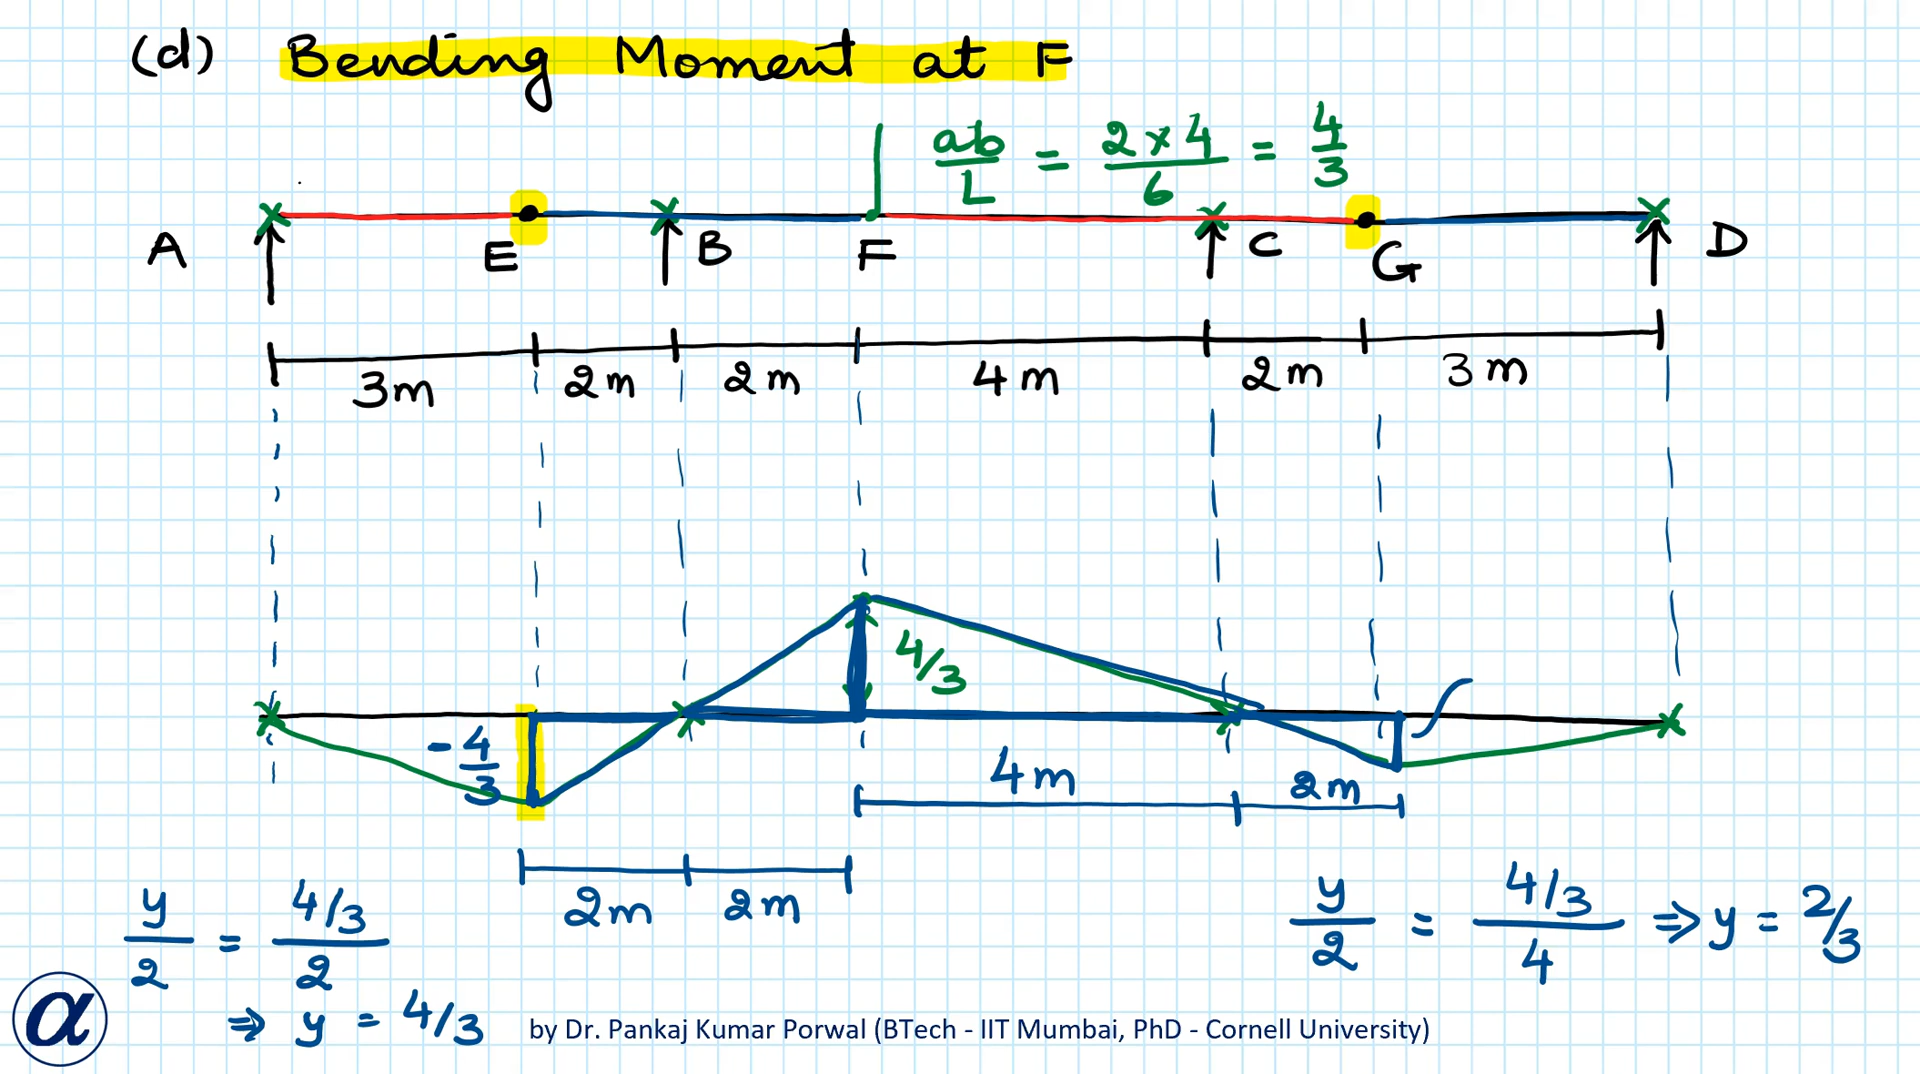 (d) Bending Moment at F
ab/L = 2 × 4/6 = 4/3
A E B F C G D
3m 2m 2m 4m 2m 3m
4/3
-4/3
4m 2m
2m 2m
y/2 = 4/3/2
⇒ y = 4/3
y/2 = 4/3/4 ⇒ y = 2/3
α
by Dr. Pankaj Kumar Porwal (BTech - IIT Mumbai, PhD - Cornell University)